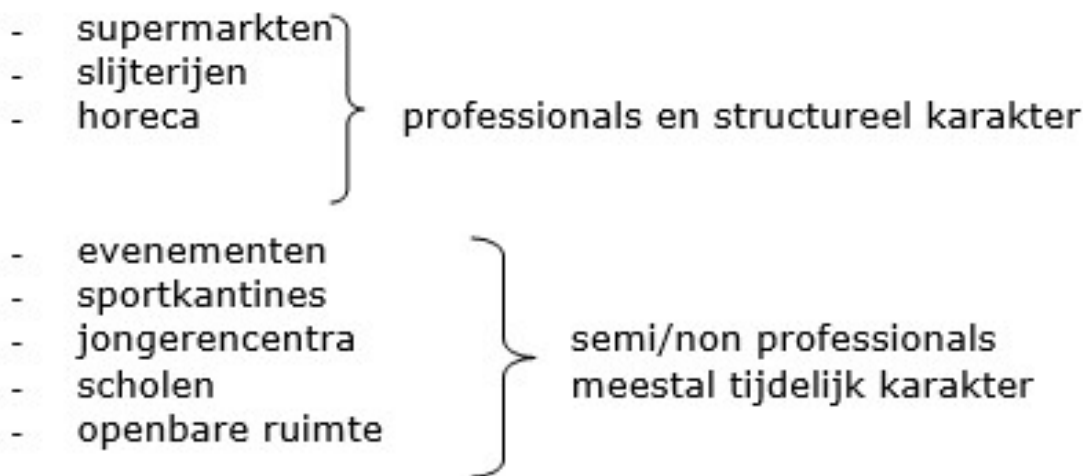 - supermarkten
- slijterijen
- horeca professionals en structureel karakter
- evenementen
- sportkantines
- jongerencentra semi/non professionals
- scholen meestal tijdelijk karakter
- openbare ruimte